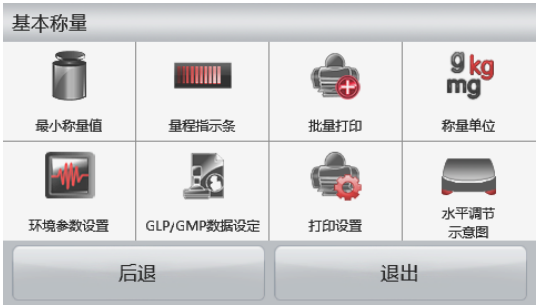 基本称量
g kg
mg
最小称量值
量程指示条
批量打印
称量单位
环境参数设置
GLP/GMP数据设定
打印设置
水平调节
示意图
后退
退出